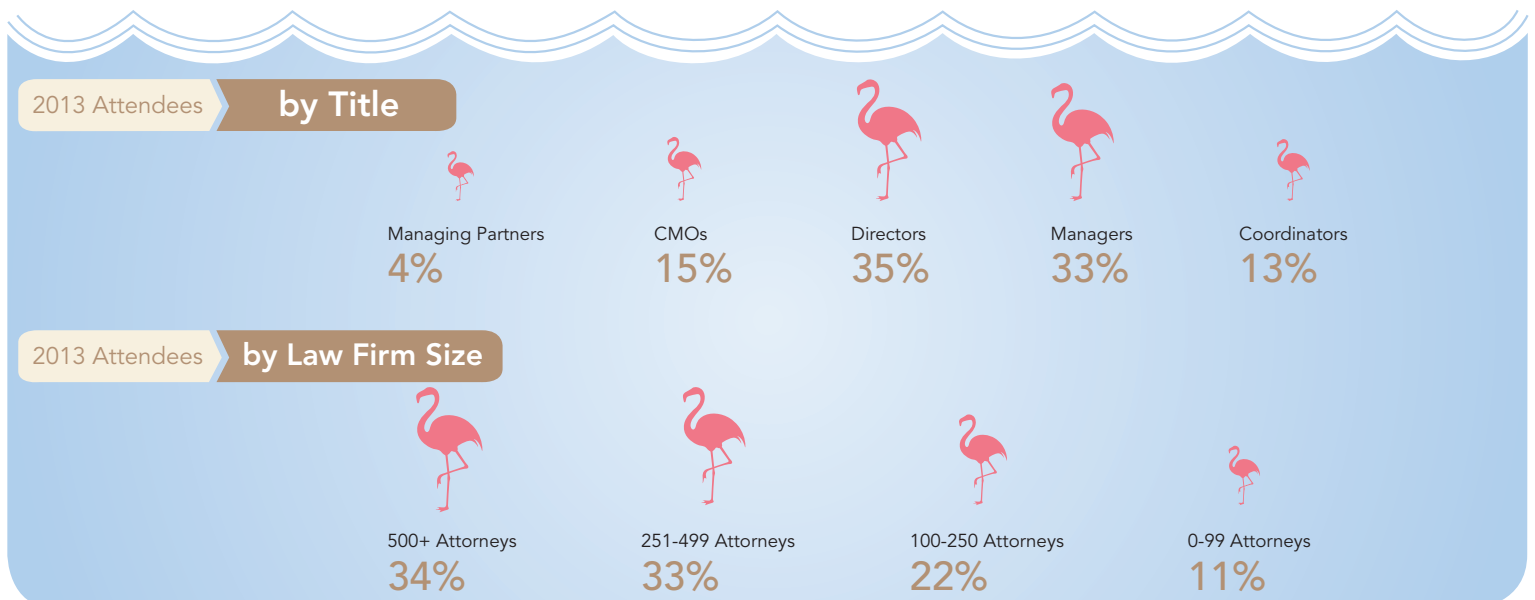 2013 Attendees by Title
Managing Partners CMOs Directors Managers Coordinators
4% 15% 35% 33% 13%
2013 Attendees by Law Firm Size
500+ Attorneys 251-499 Attorneys 100-250 Attorneys 0-99 Attorneys
34% 33% 22% 11%